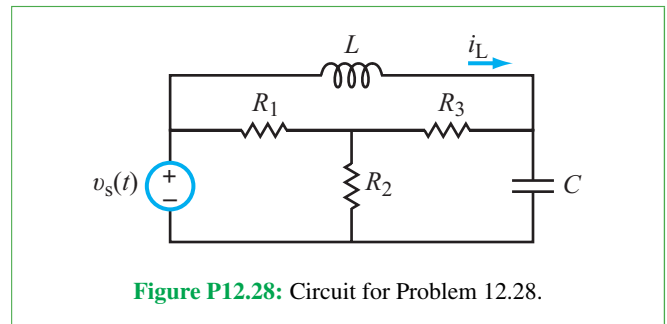 L
iL
R1
R3
vs(t)
+
−
R2
C
Figure P12.28: Circuit for Problem 12.28.